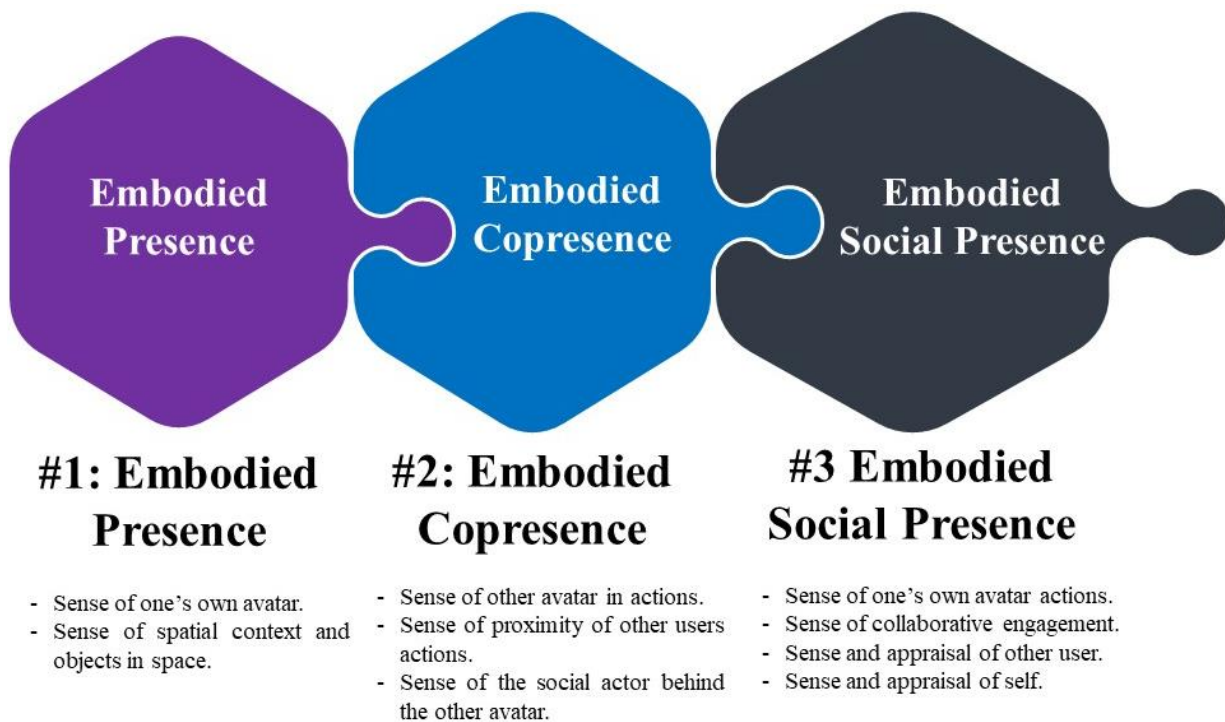 Embodied
Presence
Embodied
Copresence
Embodied
Social Presence
#1: Embodied
Presence
- Sense of one’s own avatar.
- Sense of spatial context and
objects in space.
#2: Embodied
Copresence
- Sense of other avatar in actions.
- Sense of proximity of other users
actions.
- Sense of the social actor behind
the other avatar.
#3 Embodied
Social Presence
- Sense of one’s own avatar actions.
- Sense of collaborative engagement.
- Sense and appraisal of other user.
- Sense and appraisal of self.